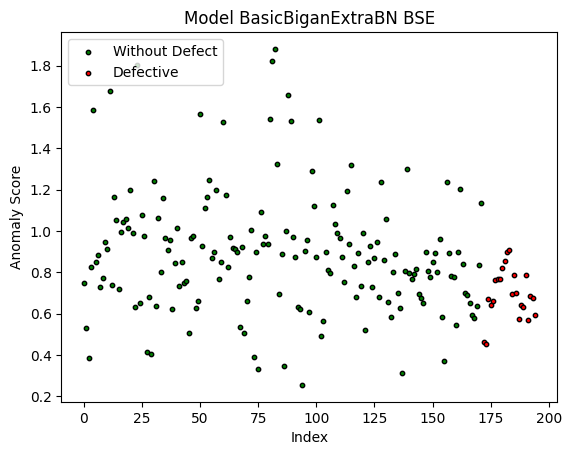 Model BasicBiganExtraBN BSE
Without Defect
Defective
Anomaly Score
1.8
1.6
1.4
1.2
1.0
0.8
0.6
0.4
0.2
0 25 50 75 100 125 150 175 200
Index